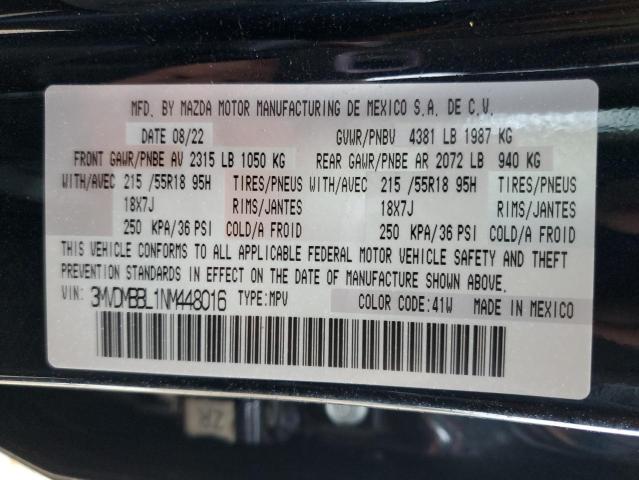 MFD. BY MAZDA MOTOR MANUFACTURING DE MEXICO S.A. DE C.V.
DATE 08/22 GVWR/PNBV 4381 LB 1987 KG
FRONT GAWR/PNBE AV 2315 LB 1050 KG REAR GAWR/PNBE AR 2072 LB 940 KG
WITH/AVEC 215 /55R18 95H TIRES/PNEUS WITH/AVEC 215 /55R18 95H TIRES/PNEUS
18X7J RIMS/JANTES 18X7J RIMS/JANTES
250 KPA/36 PSI COLD/A FROID 250 KPA/36 PSI COLD/A FROID
THIS VEHICLE CONFORMS TO ALL APPLICABLE FEDERAL MOTOR VEHICLE SAFETY AND THEFT
PREVENTION STANDARDS IN EFFECT ON THE DATE OF MANUFACTURE SHOWN ABOVE.
VIN: 3MVDMBBL1NM448016 TYPE:MPV COLOR CODE:41W MADE IN MEXICO
ZR